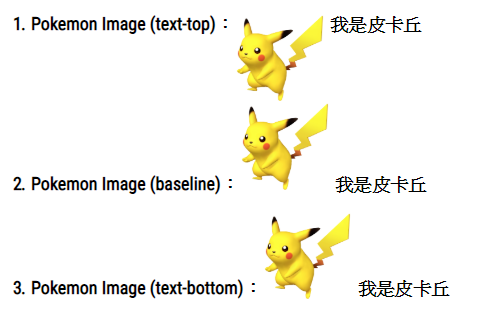 1. Pokemon Image (text-top)： 我是皮卡丘
2. Pokemon Image (baseline)： 我是皮卡丘
3. Pokemon Image (text-bottom)： 我是皮卡丘